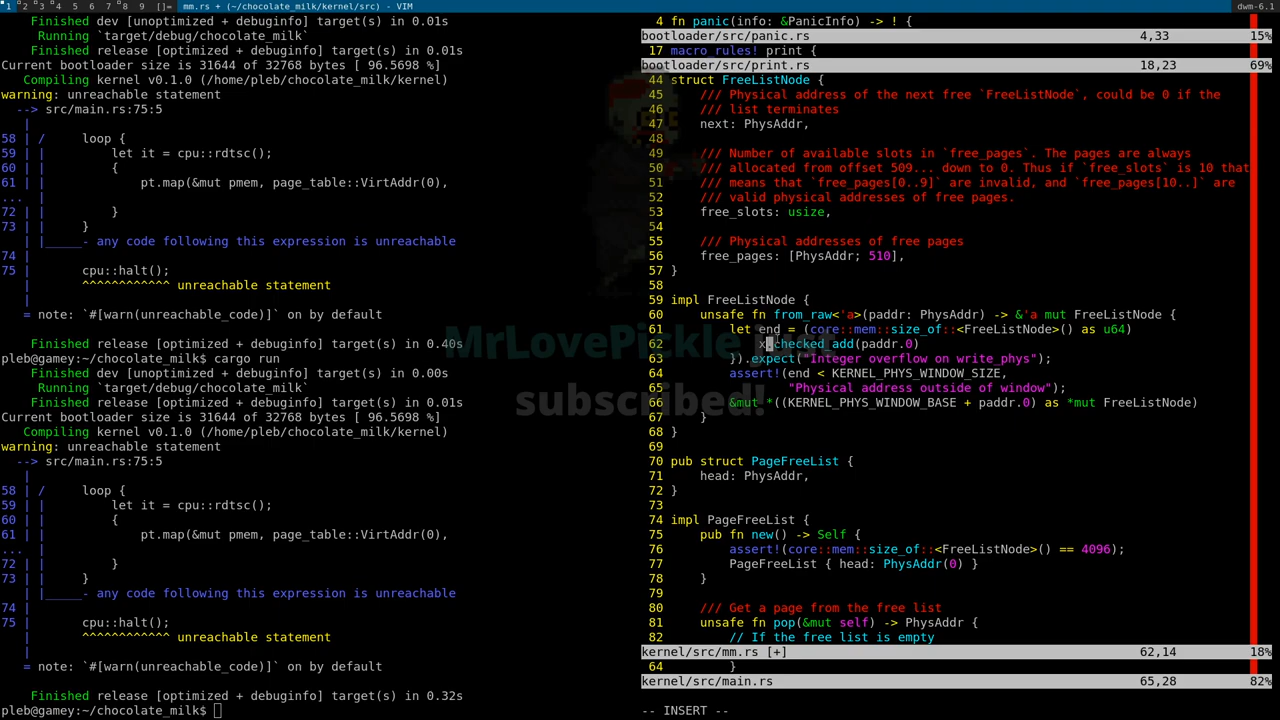 1 2 3 4 5 6 7 8 9 []= mm.rs + (~/chocolate_milk/kernel/src) - VIM dwm-6.1
    Finished dev [unoptimized + debuginfo] target(s) in 0.01s
     Running `target/debug/chocolate_milk`
    Finished release [optimized + debuginfo] target(s) in 0.01s
Current bootloader size is 31644 of 32768 bytes [ 96.5698 %]
   Compiling kernel v0.1.0 (/home/pleb/chocolate_milk/kernel)
warning: unreachable statement
  --> src/main.rs:75:5
   |
58 | /     loop {
59 | |         let it = cpu::rdtsc();
60 | |         {
61 | |             pt.map(&mut pmem, page_table::VirtAddr(0),
... |
72 | |         }
73 | |     }
   | |_____- any code following this expression is unreachable
74 |
75 |       cpu::halt();
   |       ^^^^^^^^^^^^ unreachable statement
   |
   = note: `#[warn(unreachable_code)]` on by default

    Finished release [optimized + debuginfo] target(s) in 0.40s
pleb@gamey:~/chocolate_milk$ cargo run
    Finished dev [unoptimized + debuginfo] target(s) in 0.00s
     Running `target/debug/chocolate_milk`
    Finished release [optimized + debuginfo] target(s) in 0.01s
Current bootloader size is 31644 of 32768 bytes [ 96.5698 %]
   Compiling kernel v0.1.0 (/home/pleb/chocolate_milk/kernel)
warning: unreachable statement
  --> src/main.rs:75:5
   |
58 | /     loop {
59 | |         let it = cpu::rdtsc();
60 | |         {
61 | |             pt.map(&mut pmem, page_table::VirtAddr(0),
... |
72 | |         }
73 | |     }
   | |_____- any code following this expression is unreachable
74 |
75 |       cpu::halt();
   |       ^^^^^^^^^^^^ unreachable statement
   |
   = note: `#[warn(unreachable_code)]` on by default

    Finished release [optimized + debuginfo] target(s) in 0.32s
pleb@gamey:~/chocolate_milk$
 4 fn panic(info: &PanicInfo) -> ! {
bootloader/src/panic.rs 4,33 15%
17 macro_rules! print {
bootloader/src/print.rs 18,23 69%
44 struct FreeListNode {
45     /// Physical address of the next free `FreeListNode`, could be 0 if the
46     /// list terminates
47     next: PhysAddr,
48
49     /// Number of available slots in `free_pages`. The pages are always
50     /// allocated from offset 509... down to 0. Thus if `free_slots` is 10 that
51     /// means that `free_pages[0..9]` are invalid, and `free_pages[10..]` are
52     /// valid physical addresses of free pages.
53     free_slots: usize,
54
55     /// Physical addresses of free pages
56     free_pages: [PhysAddr; 510],
57 }
58
59 impl FreeListNode {
60     unsafe fn from_raw<'a>(paddr: PhysAddr) -> &'a mut FreeListNode {
61         let end = (core::mem::size_of::<FreeListNode>() as u64)
62             x.checked_add(paddr.0)
63         }).expect("Integer overflow on write_phys");
64         assert!(end < KERNEL_PHYS_WINDOW_SIZE,
65                 "Physical address outside of window");
66         &mut *((KERNEL_PHYS_WINDOW_BASE + paddr.0) as *mut FreeListNode)
67     }
68 }
69
70 pub struct PageFreeList {
71     head: PhysAddr,
72 }
73
74 impl PageFreeList {
75     pub fn new() -> Self {
76         assert!(core::mem::size_of::<FreeListNode>() == 4096);
77         PageFreeList { head: PhysAddr(0) }
78     }
79
80     /// Get a page from the free list
81     unsafe fn pop(&mut self) -> PhysAddr {
82         // If the free list is empty
kernel/src/mm.rs [+] 62,14 18%
64         }
kernel/src/main.rs 65,28 82%
-- INSERT --
MrLovePickle just
subscribed!